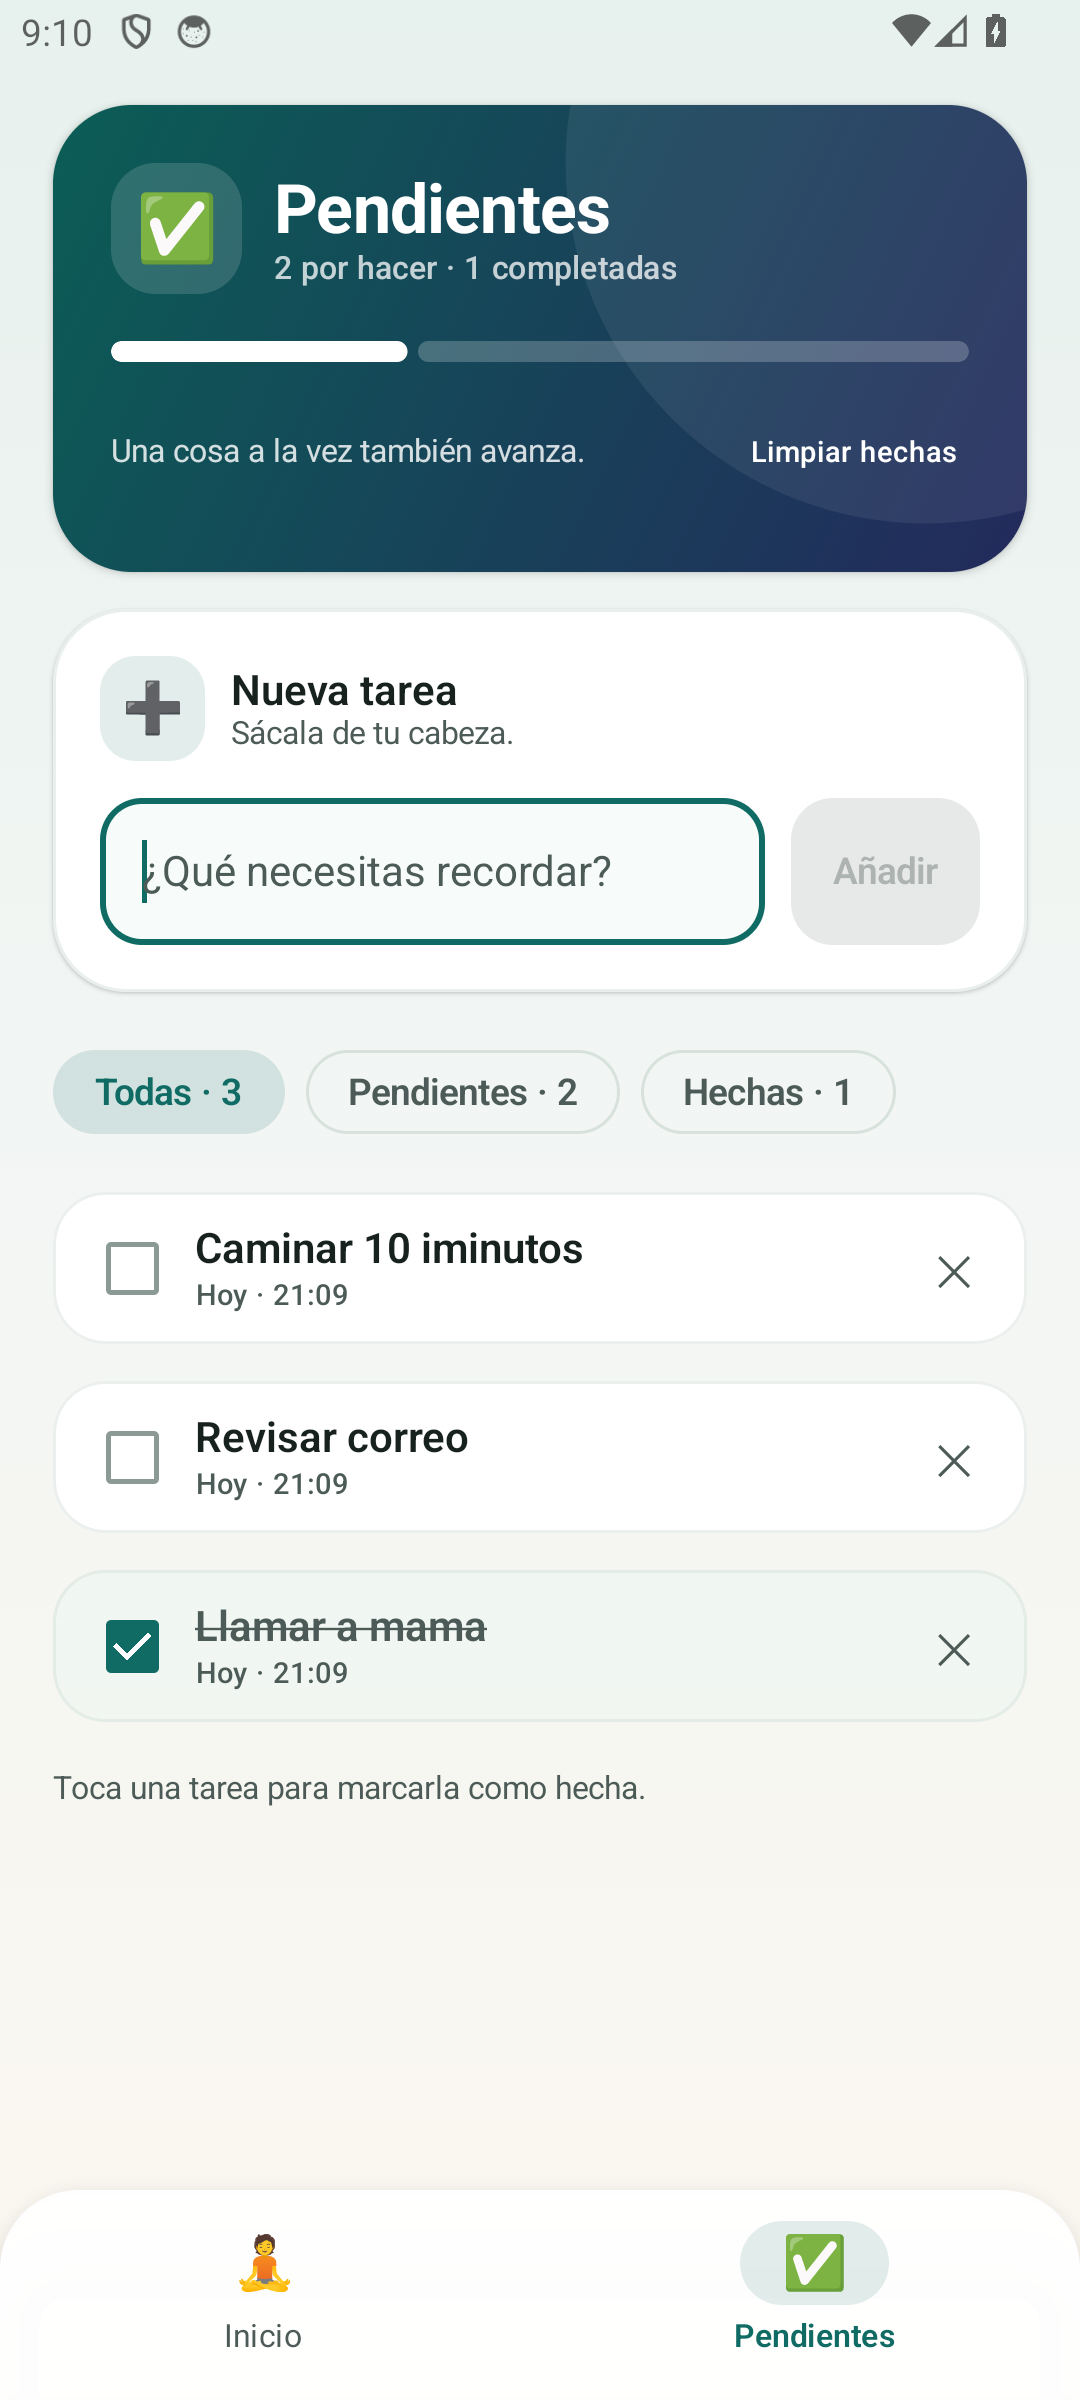 9:10
Pendientes
2 por hacer · 1 completadas
Una cosa a la vez también avanza.
Limpiar hechas
Nueva tarea
Sácala de tu cabeza.
¿Qué necesitas recordar?
Añadir
Todas · 3
Pendientes · 2
Hechas · 1
Caminar 10 iminutos
Hoy · 21:09
Revisar correo
Hoy · 21:09
Llamar a mama
Hoy · 21:09
Toca una tarea para marcarla como hecha.
Inicio
Pendientes